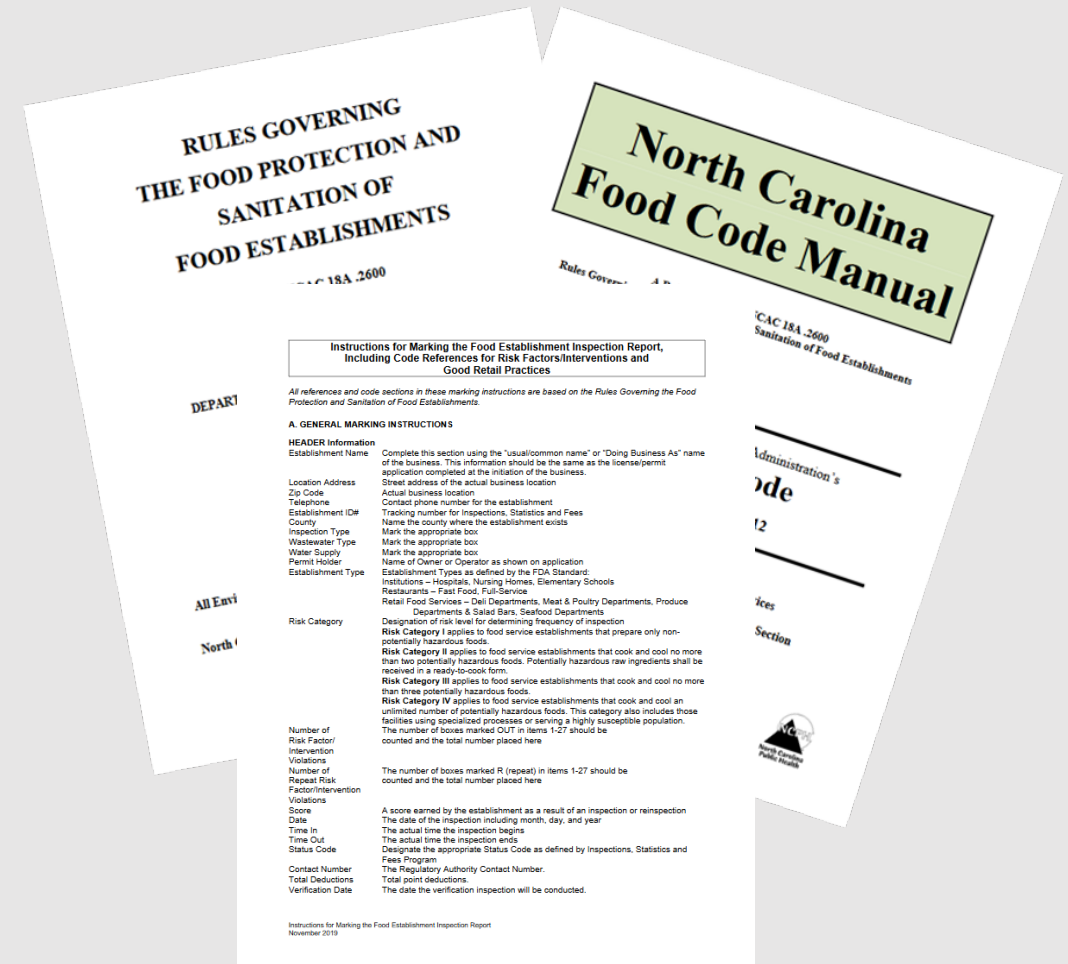 RULES GOVERNING
THE FOOD PROTECTION AND
SANITATION OF
FOOD ESTABLISHMENTS
18A .2600
All
North
North Carolina
Food Code Manual
Rules
18A .2600
Sanitation of Food Establishments
Administration's
12
Section
NC
North Carolina
Public Health
Instructions for Marking the Food Establishment Inspection Report,
Including Code References for Risk Factors/Interventions and
Good Retail Practices
All references and code sections in these marking instructions are based on the Rules Governing the Food
Protection and Sanitation of Food Establishments.
A. GENERAL MARKING INSTRUCTIONS
HEADER Information
Establishment Name Complete this section using the "usual/common name" or "Doing Business As" name
of the business. This information should be the same as the license/permit
application completed at the initiation of the business.
Location Address Street address of the actual business location
Zip Code Actual business location
Telephone Contact phone number for the establishment
Establishment ID# Tracking number for Inspections, Statistics and Fees
County Name the county where the establishment exists
Inspection Type Mark the appropriate box
Wastewater Type Mark the appropriate box
Water Supply Mark the appropriate box
Permit Holder Name of Owner or Operator as shown on application
Establishment Type Establishment Types as defined by the FDA Standard:
Institutions – Hospitals, Nursing Homes, Elementary Schools
Restaurants – Fast Food, Full-Service
Retail Food Services – Deli Departments, Meat & Poultry Departments, Produce
Departments & Salad Bars, Seafood Departments
Risk Category Designation of risk level for determining frequency of inspection
Risk Category I applies to food service establishments that prepare only non-
potentially hazardous foods.
Risk Category II applies to food service establishments that cook and cool no more
than two potentially hazardous foods. Potentially hazardous raw ingredients shall be
received in a ready-to-cook form.
Risk Category III applies to food service establishments that cook and cool no more
than three potentially hazardous foods.
Risk Category IV applies to food service establishments that cook and cool an
unlimited number of potentially hazardous foods. This category also includes those
facilities using specialized processes or serving a highly susceptible population.
Number of The number of boxes marked OUT in items 1-27 should be
Risk Factor/ counted and the total number placed here
Intervention
Violations
Number of The number of boxes marked R (repeat) in items 1-27 should be
Repeat Risk counted and the total number placed here
Factor/Intervention
Violations
Score A score earned by the establishment as a result of an inspection or reinspection
Date The date of the inspection including month, day, and year
Time In The actual time the inspection begins
Time Out The actual time the inspection ends
Status Code Designate the appropriate Status Code as defined by Inspections, Statistics and
Fees Program
Contact Number The Regulatory Authority Contact Number.
Total Deductions Total point deductions.
Verification Date The date the verification inspection will be conducted.
Instructions for Marking the Food Establishment Inspection Report
November 2019